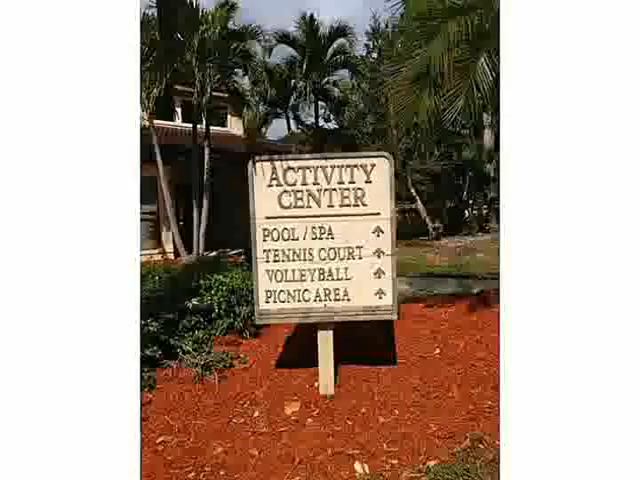 ACTIVITY
CENTER
POOL / SPA ↑
TENNIS COURT ↑
VOLLEYBALL ↑
PICNIC AREA ↑